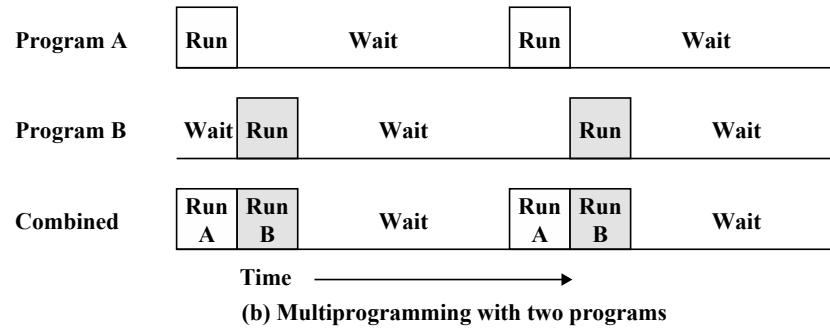 Program A Run Wait Run Wait
Program B Wait Run Wait Run Wait
Combined Run A Run B Wait Run A Run B Wait
Time
(b) Multiprogramming with two programs